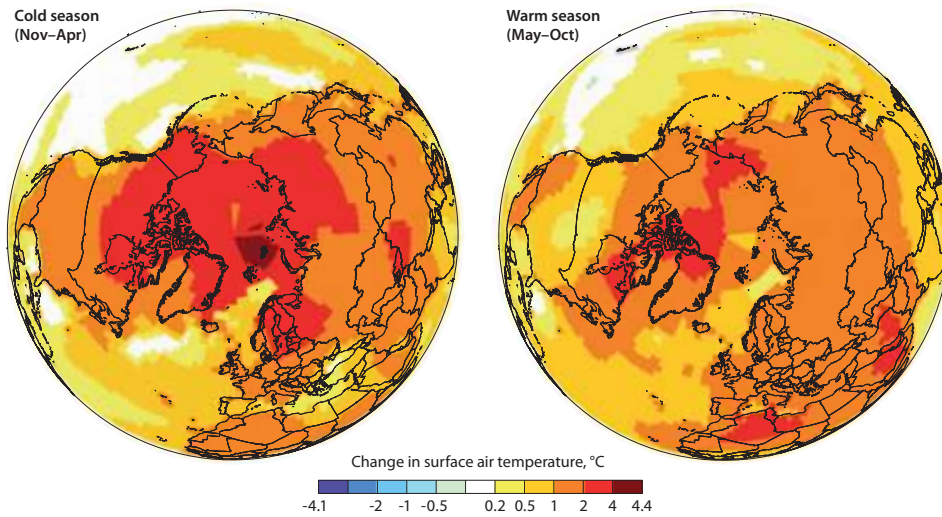 Cold season
(Nov–Apr)
Warm season
(May–Oct)
Change in surface air temperature, °C
-4.1 -2 -1 -0.5 0.2 0.5 1 2 4 4.4